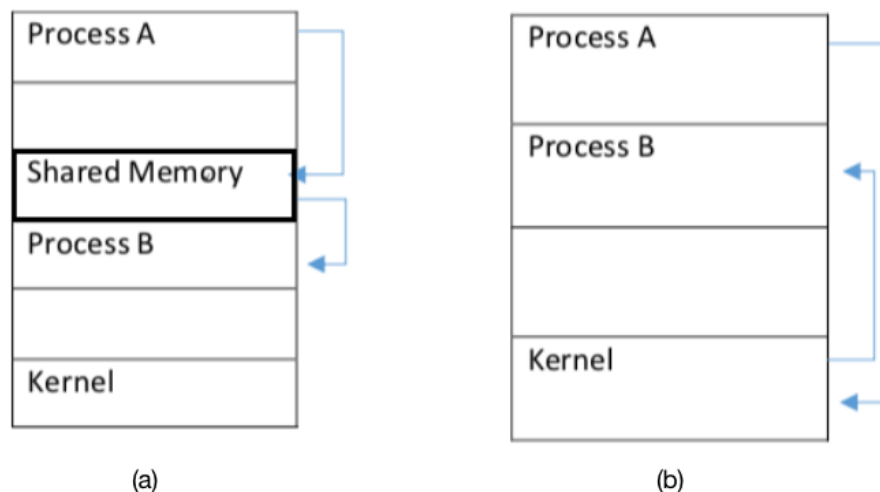 Process A
Shared Memory
Process B
Kernel
(a)
Process A
Process B
Kernel
(b)